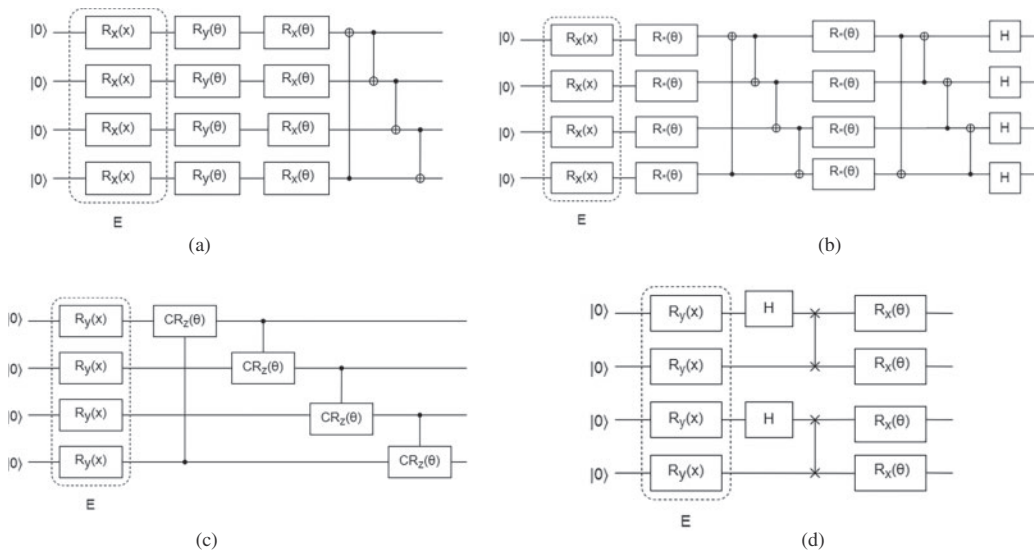 |0⟩ Rx(x) Ry(θ) Rx(θ)
|0⟩ Rx(x) Ry(θ) Rx(θ)
|0⟩ Rx(x) Ry(θ) Rx(θ)
|0⟩ Rx(x) Ry(θ) Rx(θ)
E
(a)
|0⟩ Rx(x) R*(θ) R*(θ) H
|0⟩ Rx(x) R*(θ) R*(θ) H
|0⟩ Rx(x) R*(θ) R*(θ) H
|0⟩ Rx(x) R*(θ) R*(θ) H
E
(b)
|0⟩ Ry(x) CRz(θ)
|0⟩ Ry(x) CRz(θ)
|0⟩ Ry(x) CRz(θ)
|0⟩ Ry(x) CRz(θ)
E
(c)
|0⟩ Ry(x) H Rx(θ)
|0⟩ Ry(x)
|0⟩ Ry(x) H Rx(θ)
|0⟩ Ry(x) Rx(θ)
E
(d)